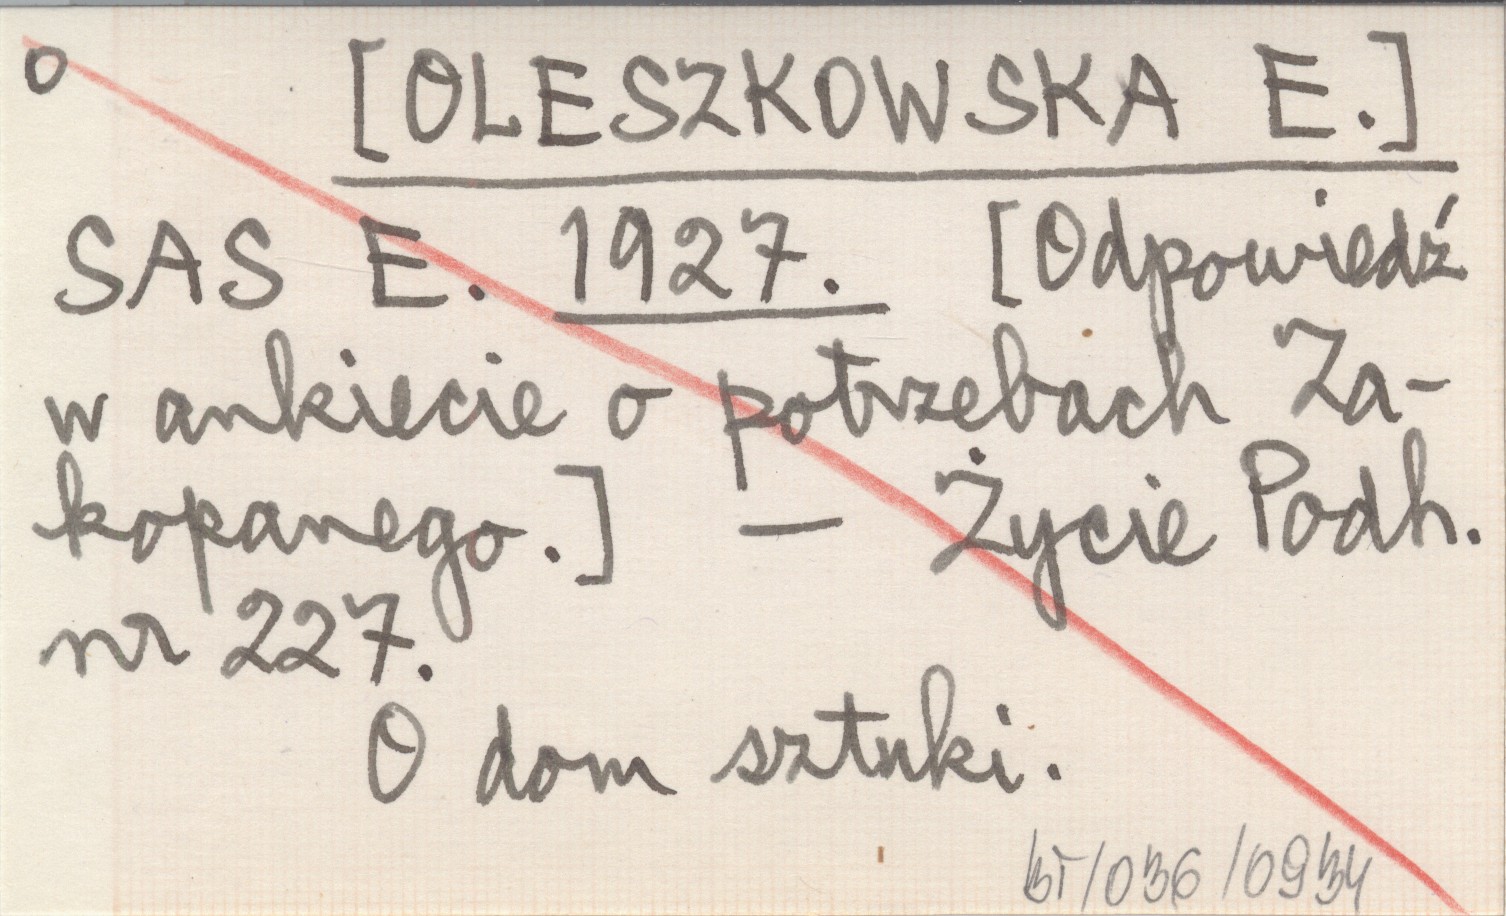 o [OLESZKOWSKA E.]
SAS E. 1927. [Odpowiedź
w ankiecie o potrzebach Za-
kopanego.] — Życie Podh.
nr 227.
O dom sztuki.
BT/036/0934